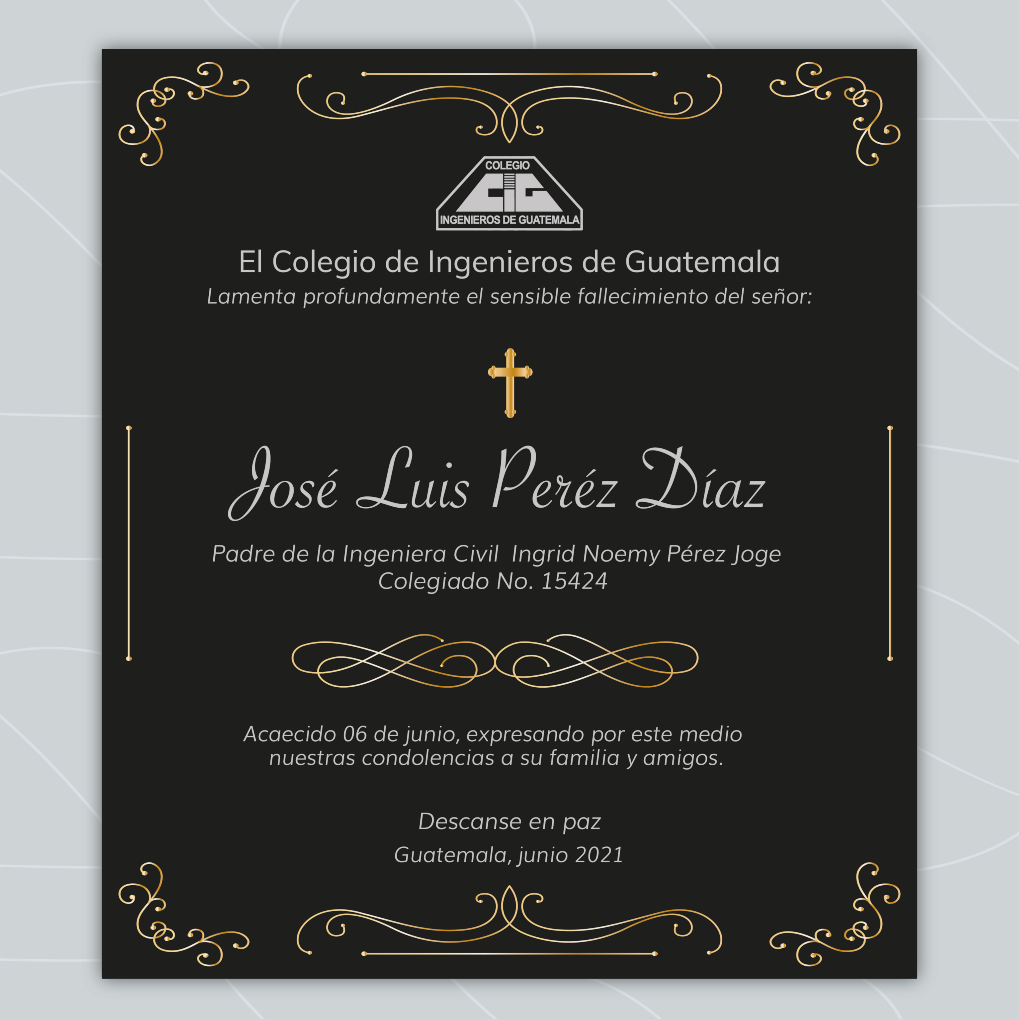 COLEGIO
CIG
INGENIEROS DE GUATEMALA
El Colegio de Ingenieros de Guatemala
Lamenta profundamente el sensible fallecimiento del señor:
José Luis Peréz Díaz
Padre de la Ingeniera Civil Ingrid Noemy Pérez Joge
Colegiado No. 15424
Acaecido 06 de junio, expresando por este medio
nuestras condolencias a su familia y amigos.
Descanse en paz
Guatemala, junio 2021